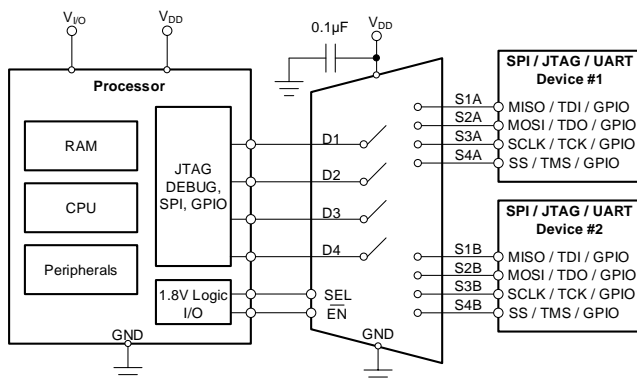 V_I/O
V_DD
0.1µF
V_DD
Processor
RAM
CPU
Peripherals
JTAG
DEBUG,
SPI, GPIO
1.8V Logic
I/O
GND
D1
D2
D3
D4
SEL
EN
GND
S1A
S2A
S3A
S4A
S1B
S2B
S3B
S4B
SPI / JTAG / UART
Device #1
MISO / TDI / GPIO
MOSI / TDO / GPIO
SCLK / TCK / GPIO
SS / TMS / GPIO
SPI / JTAG / UART
Device #2
MISO / TDI / GPIO
MOSI / TDO / GPIO
SCLK / TCK / GPIO
SS / TMS / GPIO